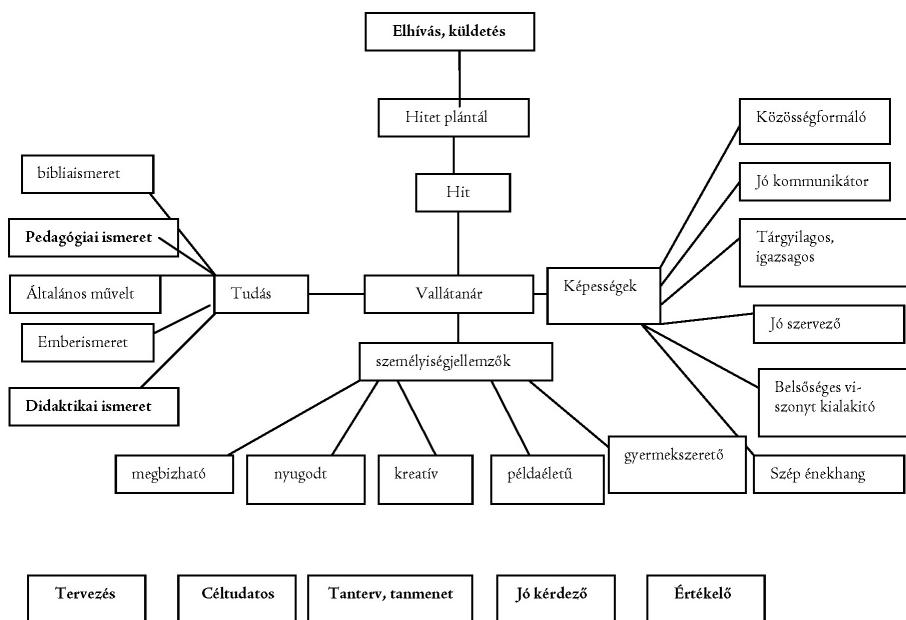 Elhívás, küldetés
Hitet plántál
Közösségformáló
bibliaismeret
Jó kommunikátor
Hit
Pedagógiai ismeret
Tárgyilagos,
igazsagos
Általános művelt
Tudás
Vallátanár
Képességek
Emberismeret
Jó szervező
személyiségjellemzők
Didaktikai ismeret
Belsőséges vi-
szonyt kialakitó
megbizható
nyugodt
kreatív
példaéletű
gyermekszerető
Szép énekhang
Tervezés
Céltudatos
Tanterv, tanmenet
Jó kérdező
Értékelő